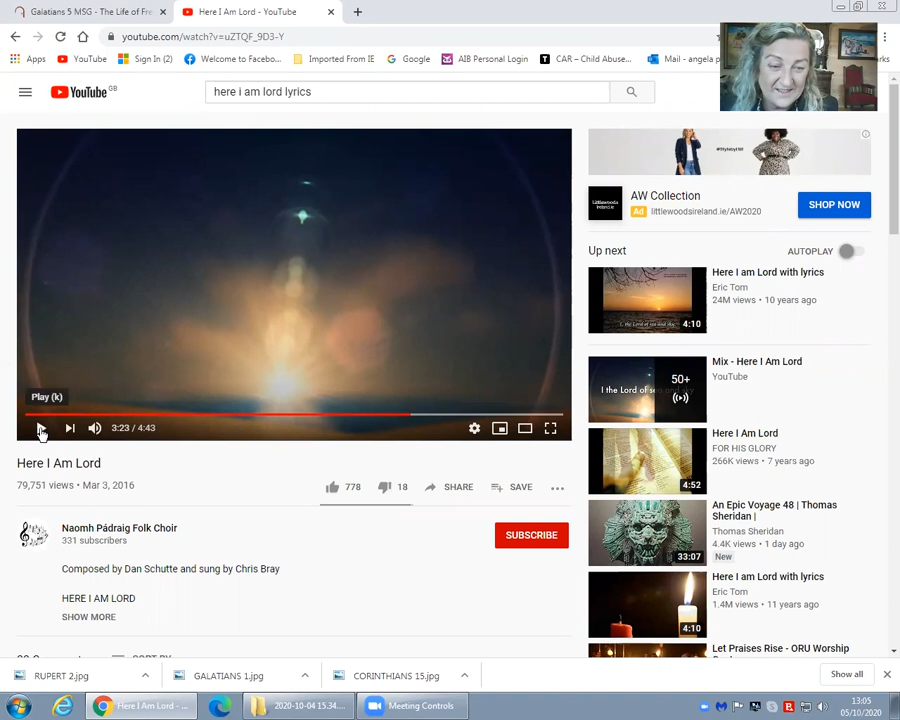 Galatians 5 MSG - The Life of Fre
Here I Am Lord - YouTube
youtube.com/watch?v=uZTQF_9D3-Y
Apps YouTube Sign In (2) Welcome to Facebo... Imported From IE Google AIB Personal Login CAR – Child Abuse... Mail - angela p arks
YouTube GB
here i am lord lyrics
#StylebyYou
AW Collection
Ad littlewoodsireland.ie/AW2020
SHOP NOW
Up next
AUTOPLAY
Here I am Lord with lyrics
Eric Tom
24M views • 10 years ago
4:10
Mix - Here I Am Lord
YouTube
50+
I the Lord of sea and sky
Here I Am Lord
FOR HIS GLORY
266K views • 7 years ago
4:52
An Epic Voyage 48 | Thomas
Sheridan |
Thomas Sheridan
4.4K views • 1 day ago
New
33:07
Here I am Lord with lyrics
Eric Tom
1.4M views • 11 years ago
4:10
Let Praises Rise - ORU Worship
Play (k)
3:23 / 4:43
Here I Am Lord
79,751 views • Mar 3, 2016
778 18 SHARE SAVE
Naomh Pádraig Folk Choir
331 subscribers
SUBSCRIBE
Composed by Dan Schutte and sung by Chris Bray
HERE I AM LORD
SHOW MORE
RUPERT 2.jpg GALATIANS 1.jpg CORINTHIANS 15.jpg Show all
Here I Am Lord - ... 2020-10-04 15.34.... Meeting Controls
13:05
05/10/2020